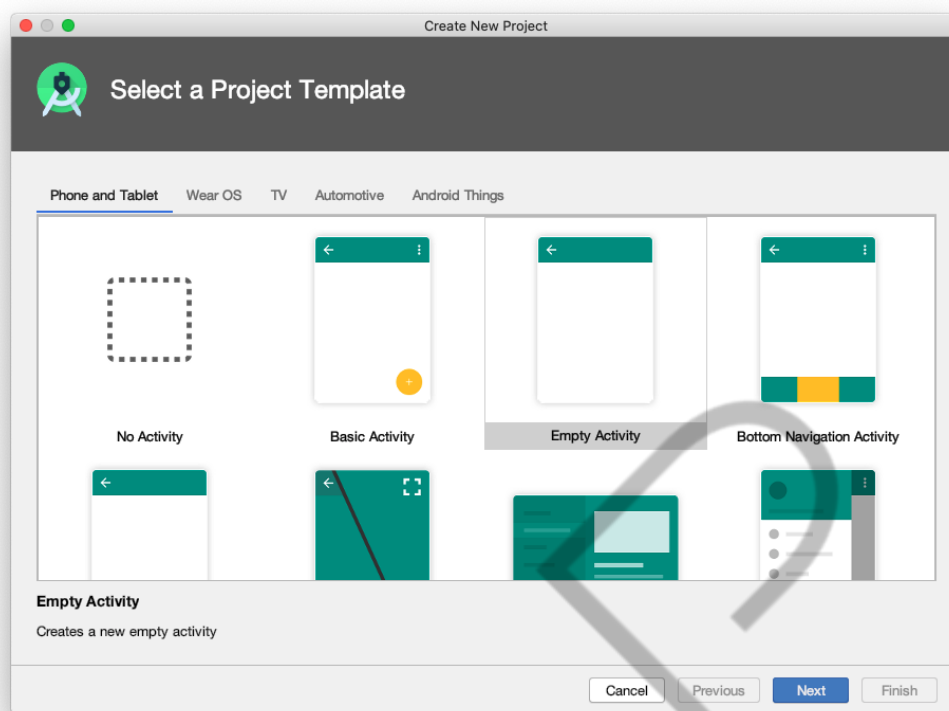 Create New Project
Select a Project Template
Phone and Tablet Wear OS TV Automotive Android Things
No Activity Basic Activity Empty Activity Bottom Navigation Activity
Empty Activity
Creates a new empty activity
Cancel Previous Next Finish